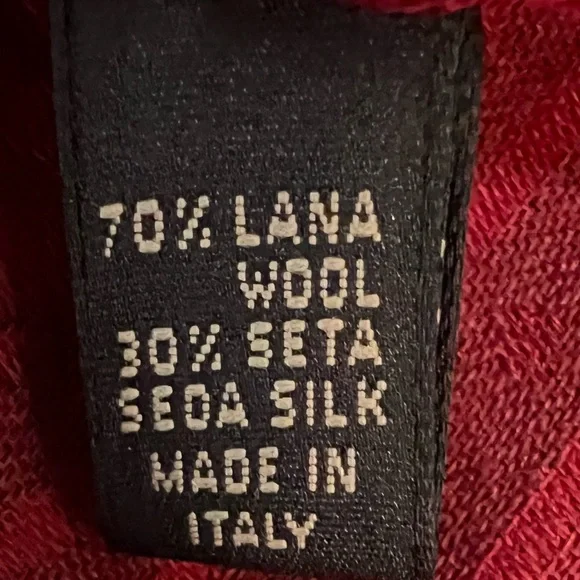 70% LANA
WOOL
30% SETA
SEDA SILK
MADE IN
ITALY